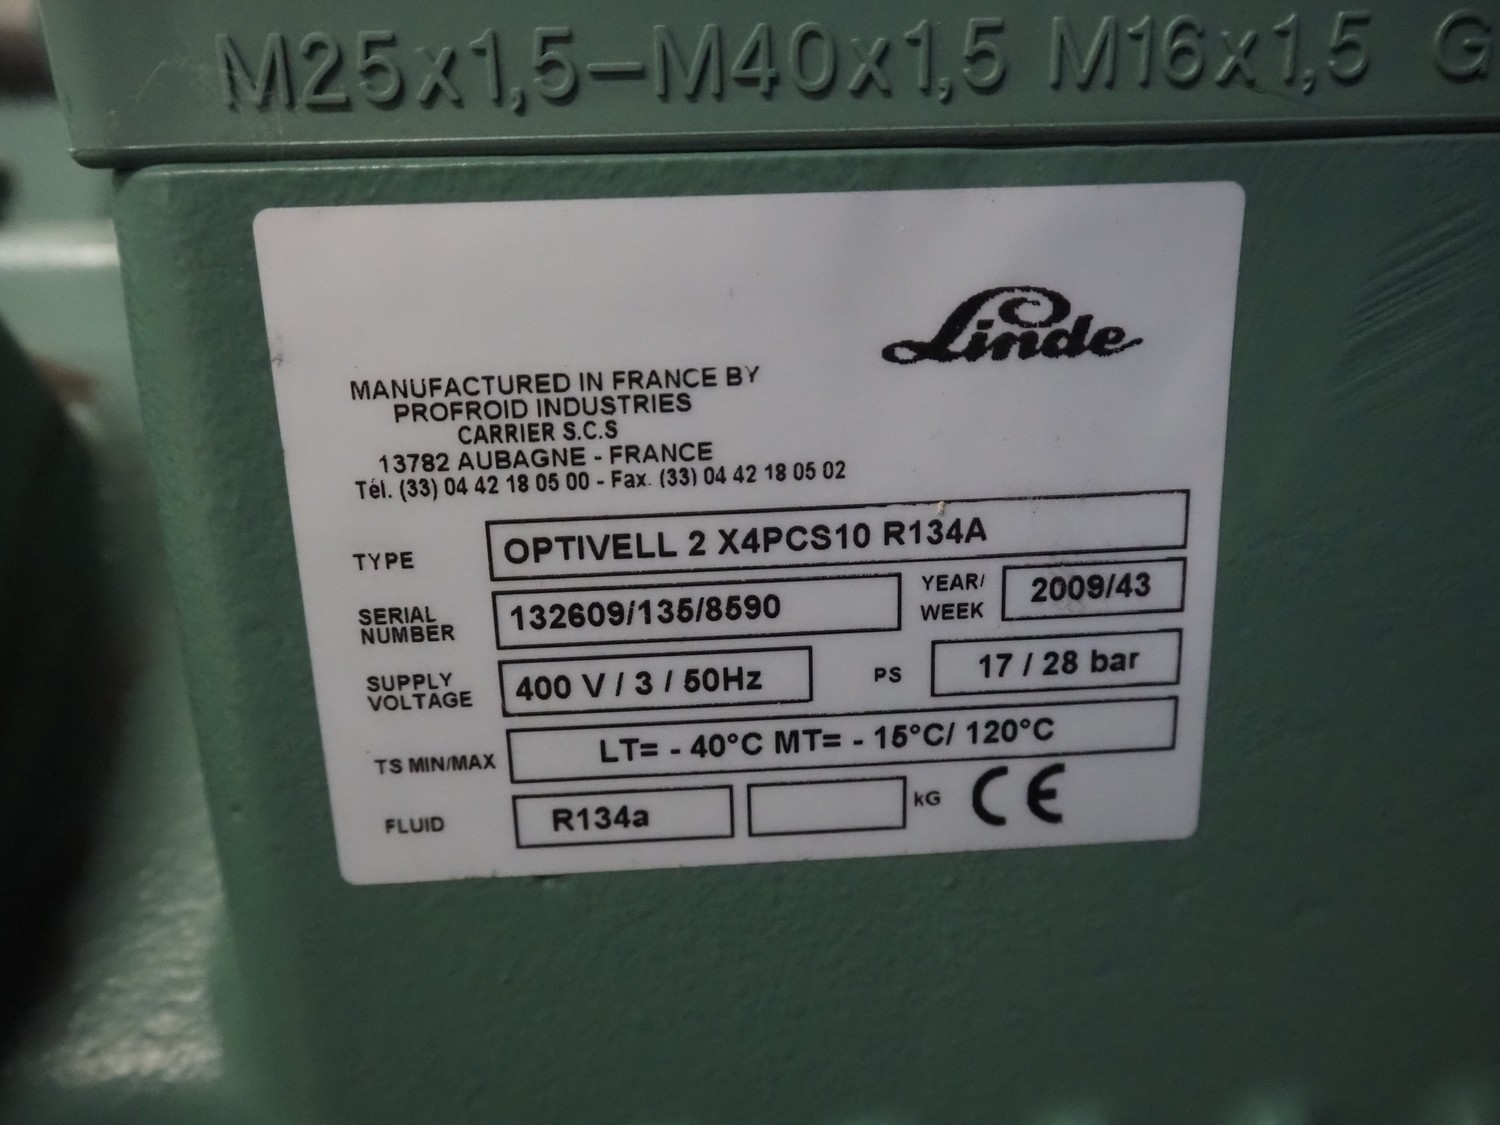 M25x1,5–M40x1,5 M16x1,5 G
Linde
MANUFACTURED IN FRANCE BY
PROFROID INDUSTRIES
CARRIER S.C.S
13782 AUBAGNE - FRANCE
Tél. (33) 04 42 18 05 00 - Fax. (33) 04 42 18 05 02
TYPE OPTIVELL 2 X4PCS10 R134A
SERIAL NUMBER 132609/135/8590 YEAR/ WEEK 2009/43
SUPPLY VOLTAGE 400 V / 3 / 50Hz PS 17 / 28 bar
TS MIN/MAX LT= - 40°C MT= - 15°C/ 120°C
FLUID R134a kG CE